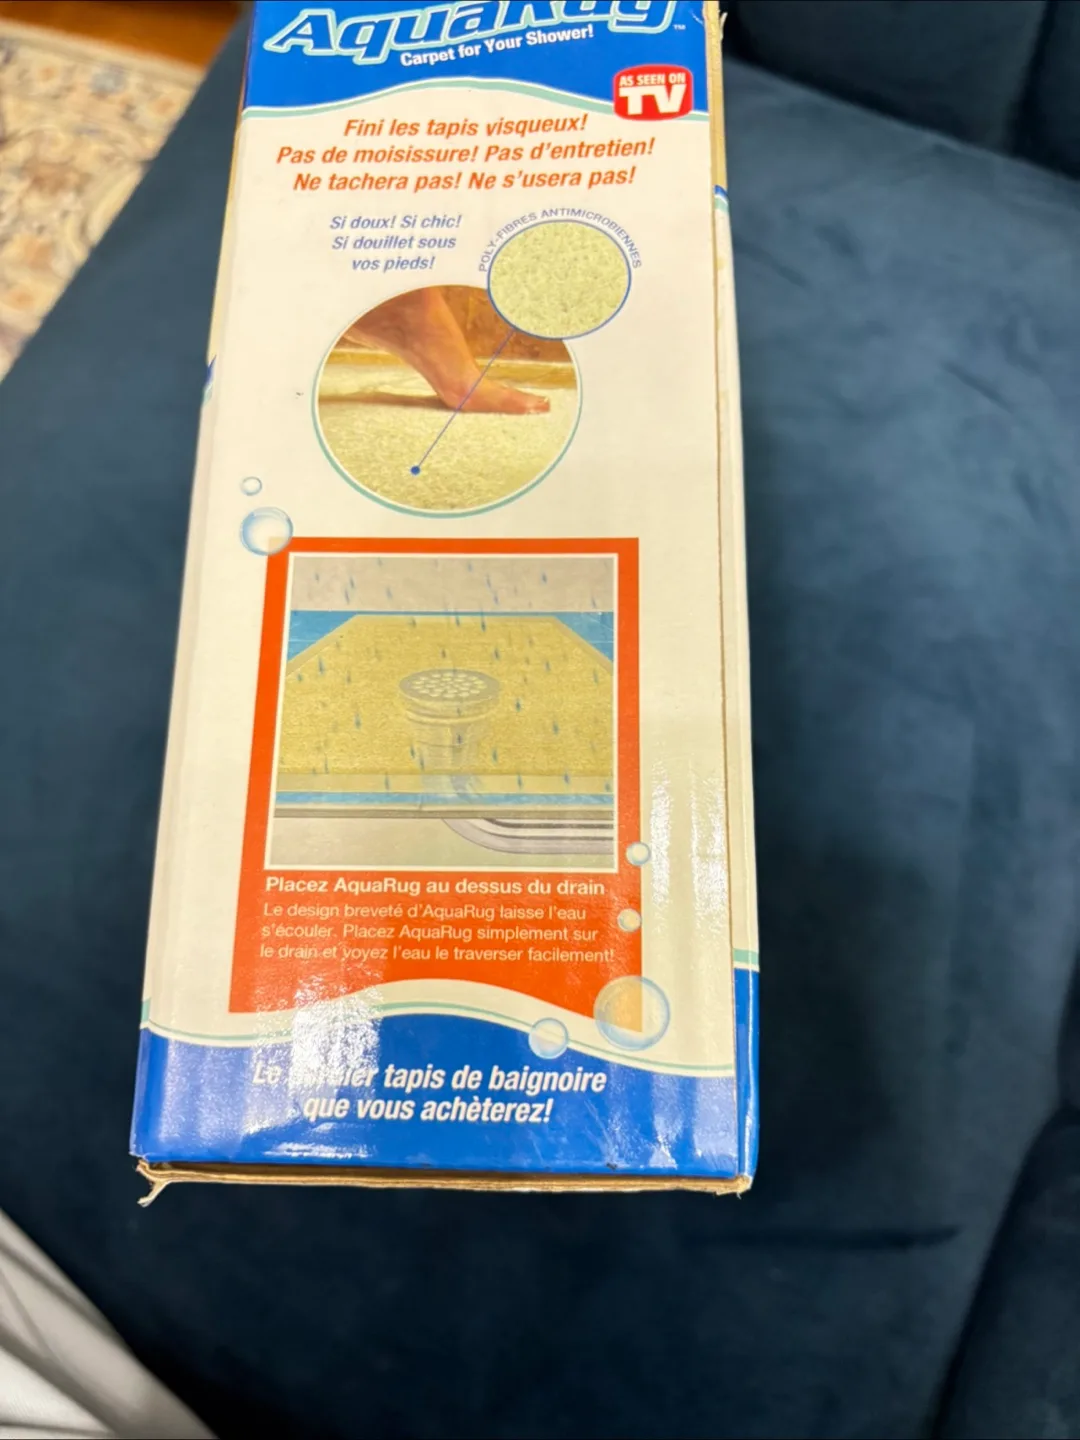 AquaRug™
Carpet for Your Shower!
AS SEEN ON
TV
Fini les tapis visqueux!
Pas de moisissure! Pas d'entretien!
Ne tachera pas! Ne s'usera pas!
Si doux! Si chic!
Si douillet sous
vos pieds!
POLY-FIBRES ANTIMICROBIENNES
Placez AquaRug au dessus du drain
Le design breveté d'AquaRug laisse l'eau
s'écouler. Placez AquaRug simplement sur
le drain et voyez l'eau le traverser facilement!
Le dernier tapis de baignoire
que vous achèterez!